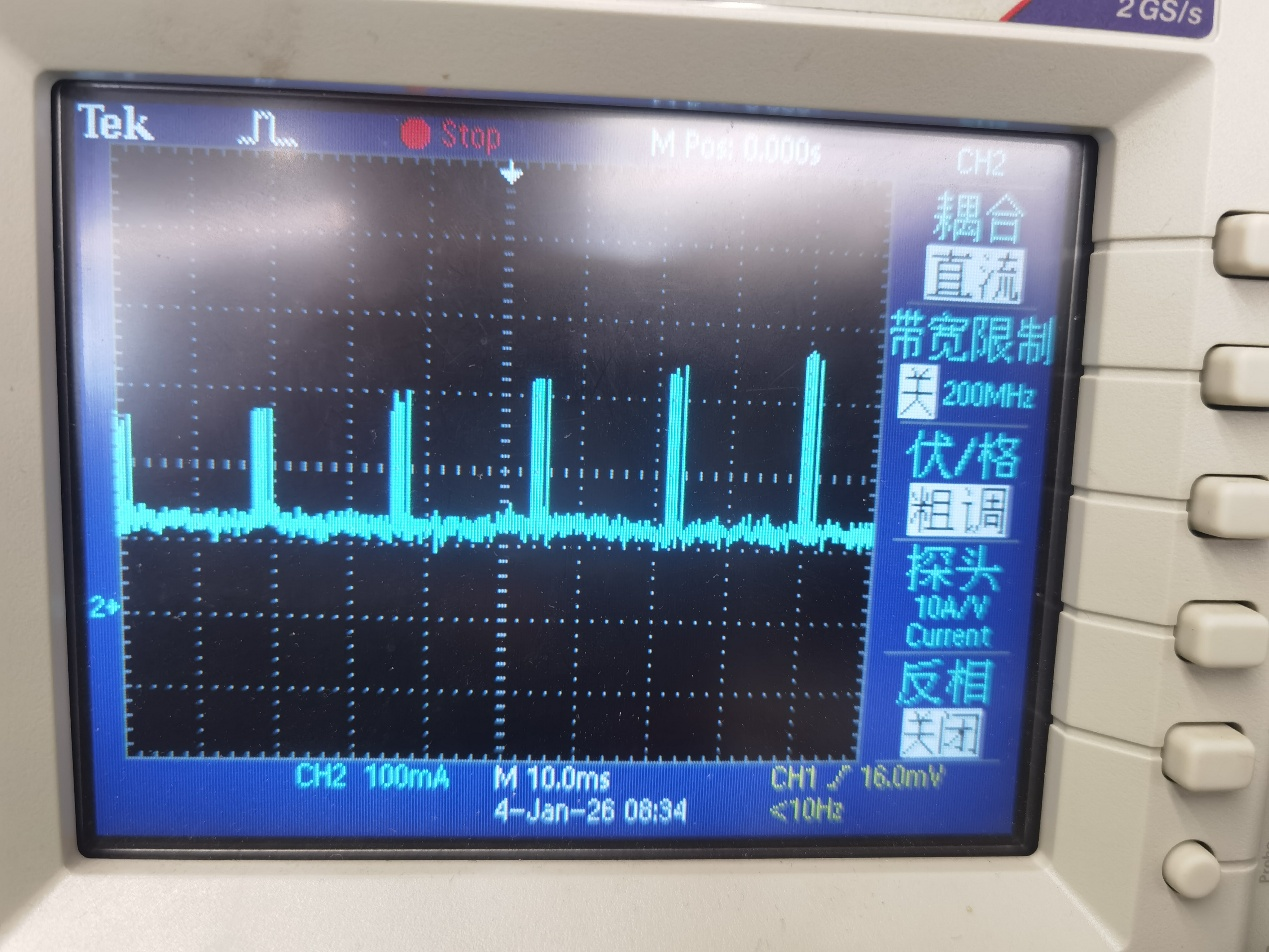 2 GS/s
Tek
Stop
M Pos: 0.000s
CH2
耦合
直流
带宽限制
关 200MHz
伏/格
粗调
探头
10A/V
Current
反相
关闭
2
CH2 100mA
M 10.0ms
CH1 16.0mV
4-Jan-26 08:34
<10Hz